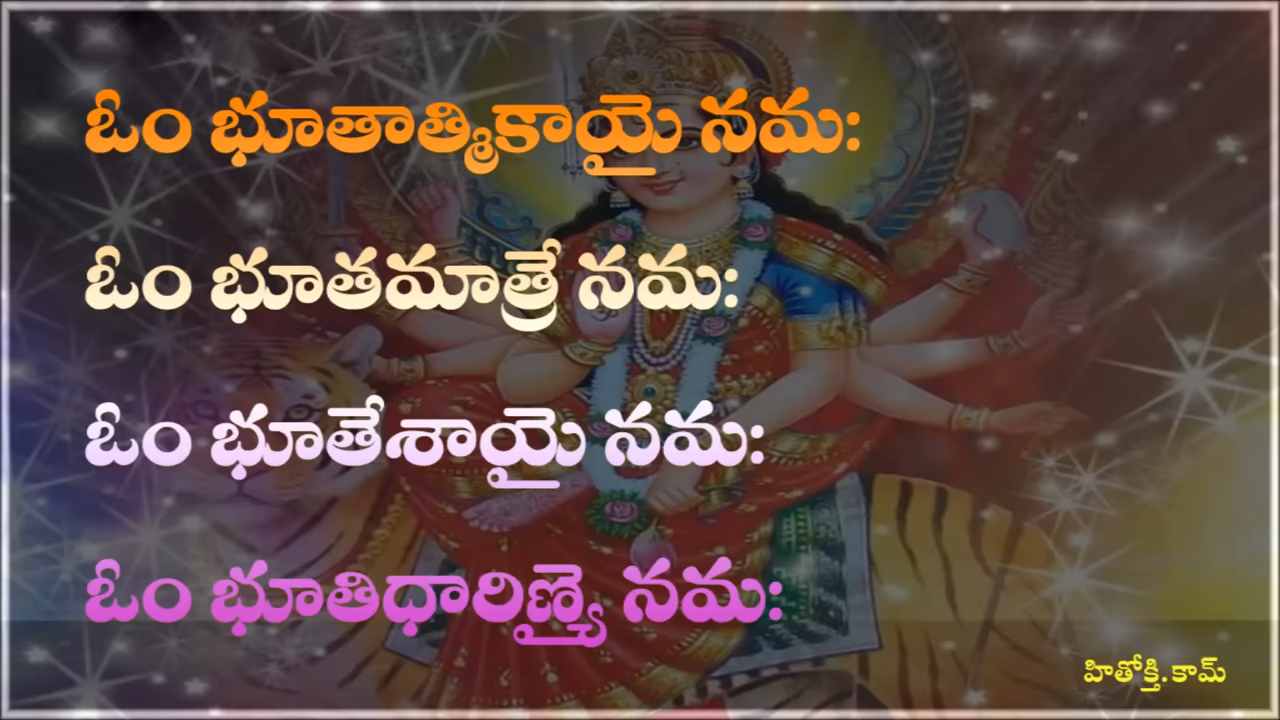 ఓం భూతాత్మికాయై నమ:
ఓం భూతమాత్రే నమ:
ఓం భూతేశాయై నమ:
ఓం భూతిధారిణ్యై నమ:
హితోక్తి.కామ్